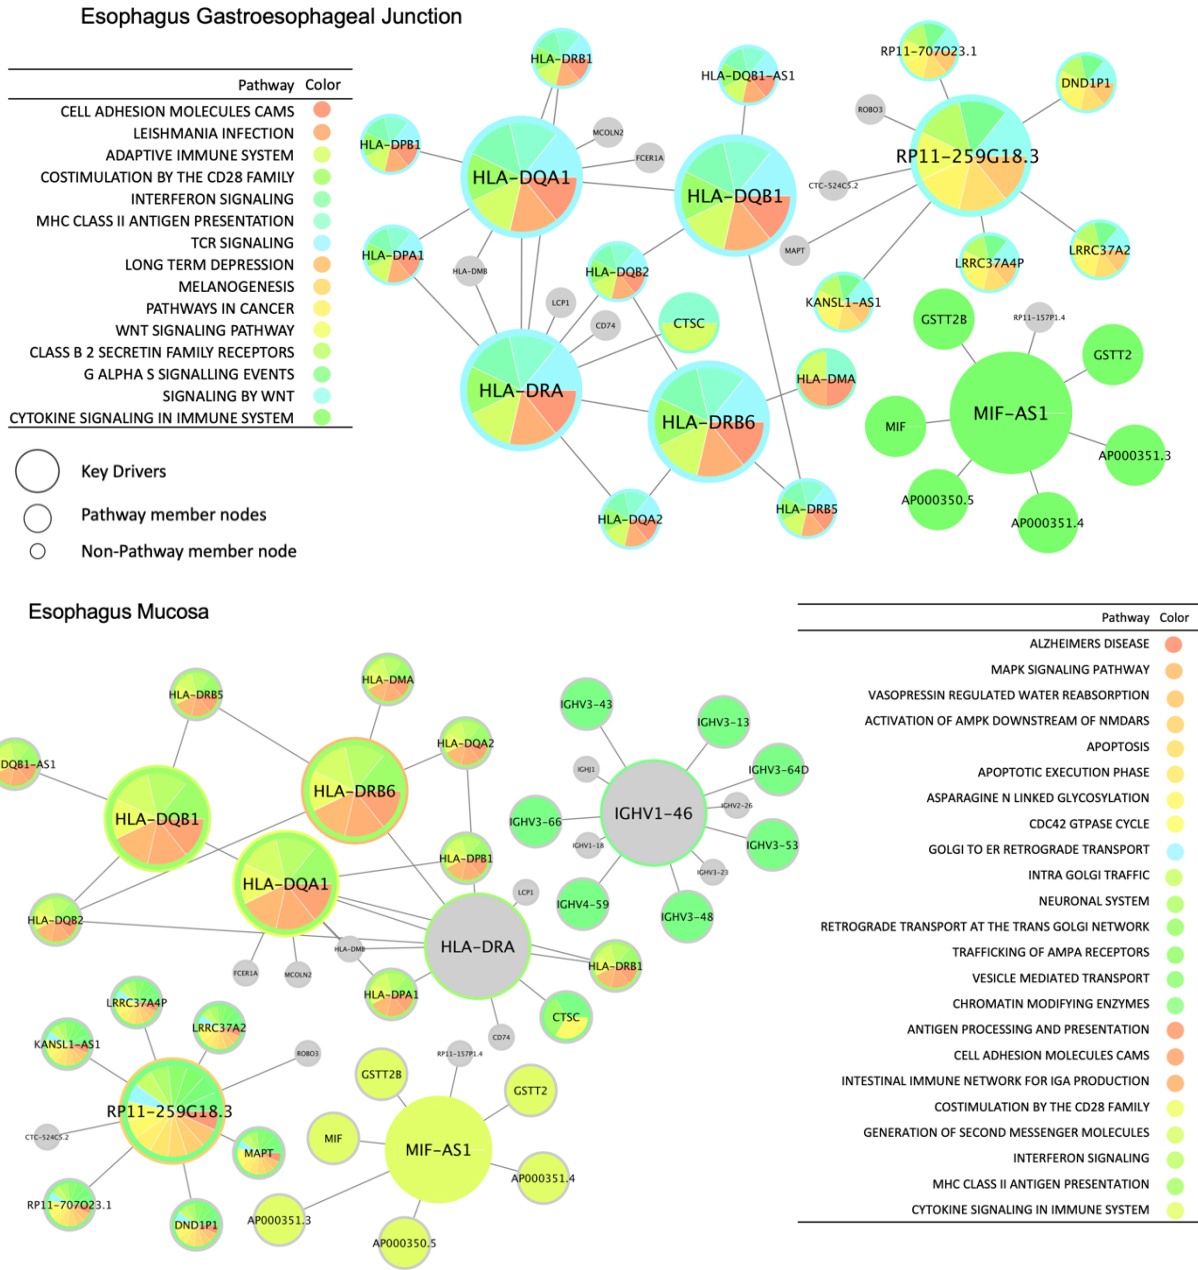 Esophagus Gastroesophageal Junction
Pathway Color
CELL ADHESION MOLECULES CAMS
LEISHMANIA INFECTION
ADAPTIVE IMMUNE SYSTEM
COSTIMULATION BY THE CD28 FAMILY
INTERFERON SIGNALING
MHC CLASS II ANTIGEN PRESENTATION
TCR SIGNALING
LONG TERM DEPRESSION
MELANOGENESIS
PATHWAYS IN CANCER
WNT SIGNALING PATHWAY
CLASS B 2 SECRETIN FAMILY RECEPTORS
G ALPHA S SIGNALLING EVENTS
SIGNALING BY WNT
CYTOKINE SIGNALING IN IMMUNE SYSTEM
Key Drivers
Pathway member nodes
Non-Pathway member node
HLA-DRB1
HLA-DQB1-AS1
HLA-DPB1
MCOLN2
FCER1A
HLA-DQA1
HLA-DQB1
HLA-DPA1
HLA-DMB
HLA-DQB2
LCP1
CD74
CTSC
HLA-DRA
HLA-DRB6
HLA-DMA
HLA-DQA2
HLA-DRB5
RP11-707O23.1
DND1P1
ROBO3
RP11-259G18.3
CTC-524C5.2
MAPT
LRRC37A2
LRRC37A4P
KANSL1-AS1
GSTT2B
RP11-157P1.4
GSTT2
MIF-AS1
MIF
AP000351.3
AP000350.5
AP000351.4
Esophagus Mucosa
HLA-DRB5
HLA-DMA
HLA-DQA2
DQB1-AS1
HLA-DRB6
HLA-DQB1
HLA-DPB1
HLA-DQA1
LCP1
HLA-DQB2
HLA-DMB
HLA-DRA
FCER1A
MCOLN2
HLA-DRB1
HLA-DPA1
CTSC
CD74
IGHV3-43
IGHV3-13
IGHJ1
IGHV3-64D
IGHV2-26
IGHV1-46
IGHV3-66
IGHV1-18
IGHV3-53
IGHV3-23
IGHV4-59
IGHV3-48
LRRC37A4P
LRRC37A2
KANSL1-AS1
ROBO3
RP11-259G18.3
CTC-524C5.2
MAPT
RP11-707O23.1
DND1P1
RP11-157P1.4
GSTT2B
GSTT2
MIF
MIF-AS1
AP000351.4
AP000351.3
AP000350.5
Pathway Color
ALZHEIMERS DISEASE
MAPK SIGNALING PATHWAY
VASOPRESSIN REGULATED WATER REABSORPTION
ACTIVATION OF AMPK DOWNSTREAM OF NMDARS
APOPTOSIS
APOPTOTIC EXECUTION PHASE
ASPARAGINE N LINKED GLYCOSYLATION
CDC42 GTPASE CYCLE
GOLGI TO ER RETROGRADE TRANSPORT
INTRA GOLGI TRAFFIC
NEURONAL SYSTEM
RETROGRADE TRANSPORT AT THE TRANS GOLGI NETWORK
TRAFFICKING OF AMPA RECEPTORS
VESICLE MEDIATED TRANSPORT
CHROMATIN MODIFYING ENZYMES
ANTIGEN PROCESSING AND PRESENTATION
CELL ADHESION MOLECULES CAMS
INTESTINAL IMMUNE NETWORK FOR IGA PRODUCTION
COSTIMULATION BY THE CD28 FAMILY
GENERATION OF SECOND MESSENGER MOLECULES
INTERFERON SIGNALING
MHC CLASS II ANTIGEN PRESENTATION
CYTOKINE SIGNALING IN IMMUNE SYSTEM